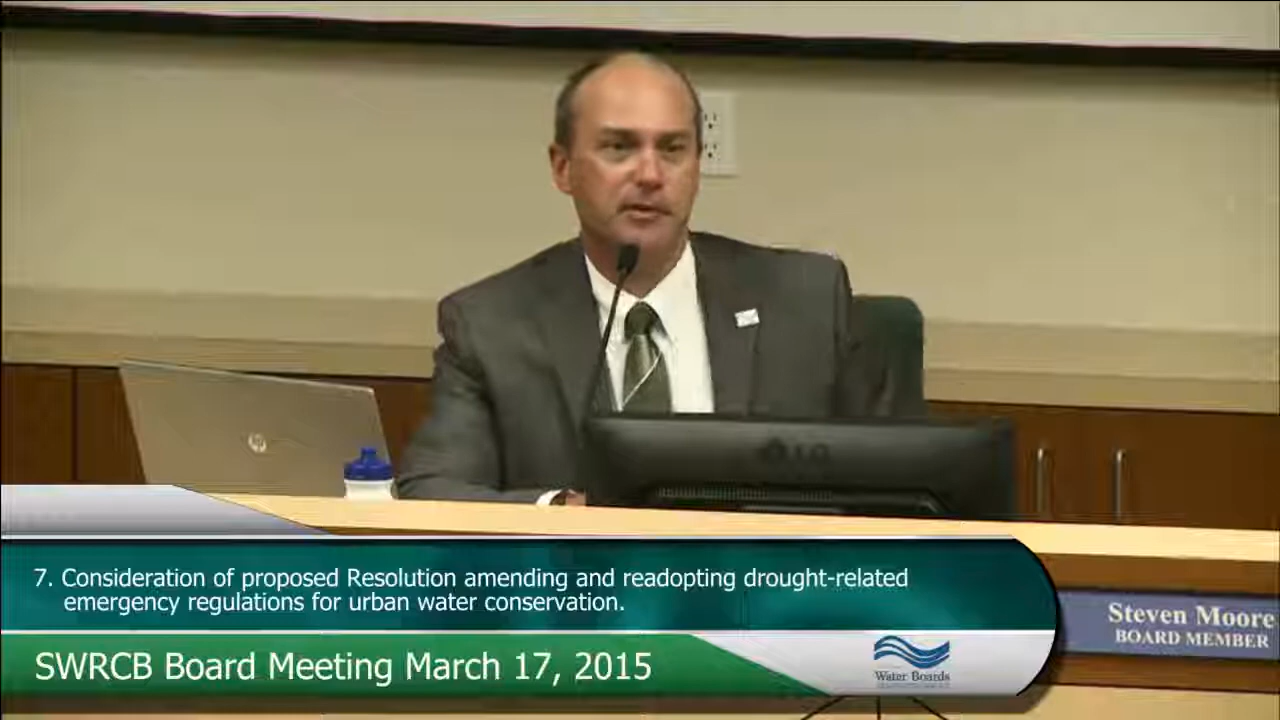 hp
LG
7. Consideration of proposed Resolution amending and readopting drought-related
emergency regulations for urban water conservation.
Steven Moore
BOARD MEMBER
SWRCB Board Meeting March 17, 2015
Water Boards